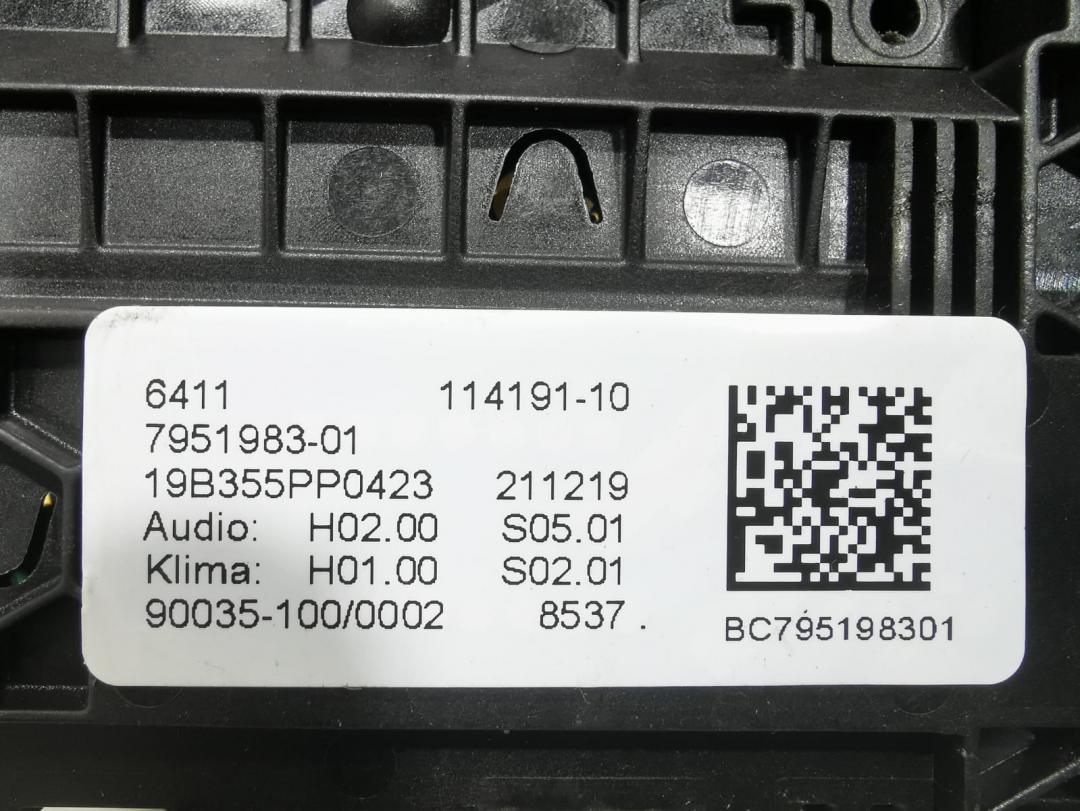 6411 114191-10
7951983-01
19B355PP0423 211219
Audio: H02.00 S05.01
Klima: H01.00 S02.01
90035-100/0002 8537 .
BC795198301